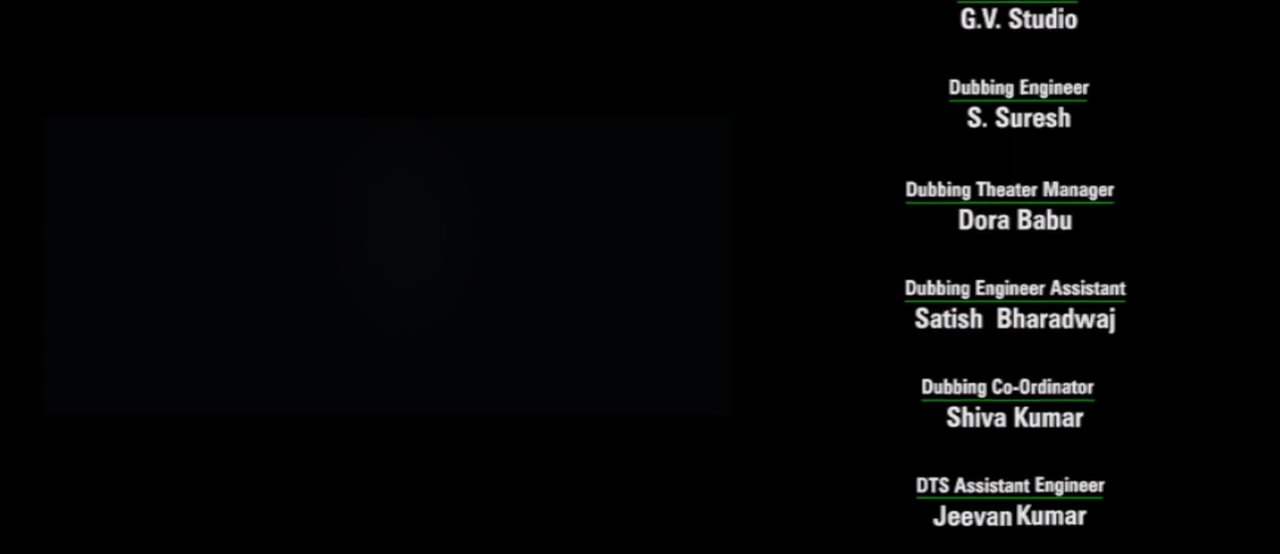 G.V. Studio
Dubbing Engineer
S. Suresh
Dubbing Theater Manager
Dora Babu
Dubbing Engineer Assistant
Satish Bharadwaj
Dubbing Co-Ordinator
Shiva Kumar
DTS Assistant Engineer
Jeevan Kumar